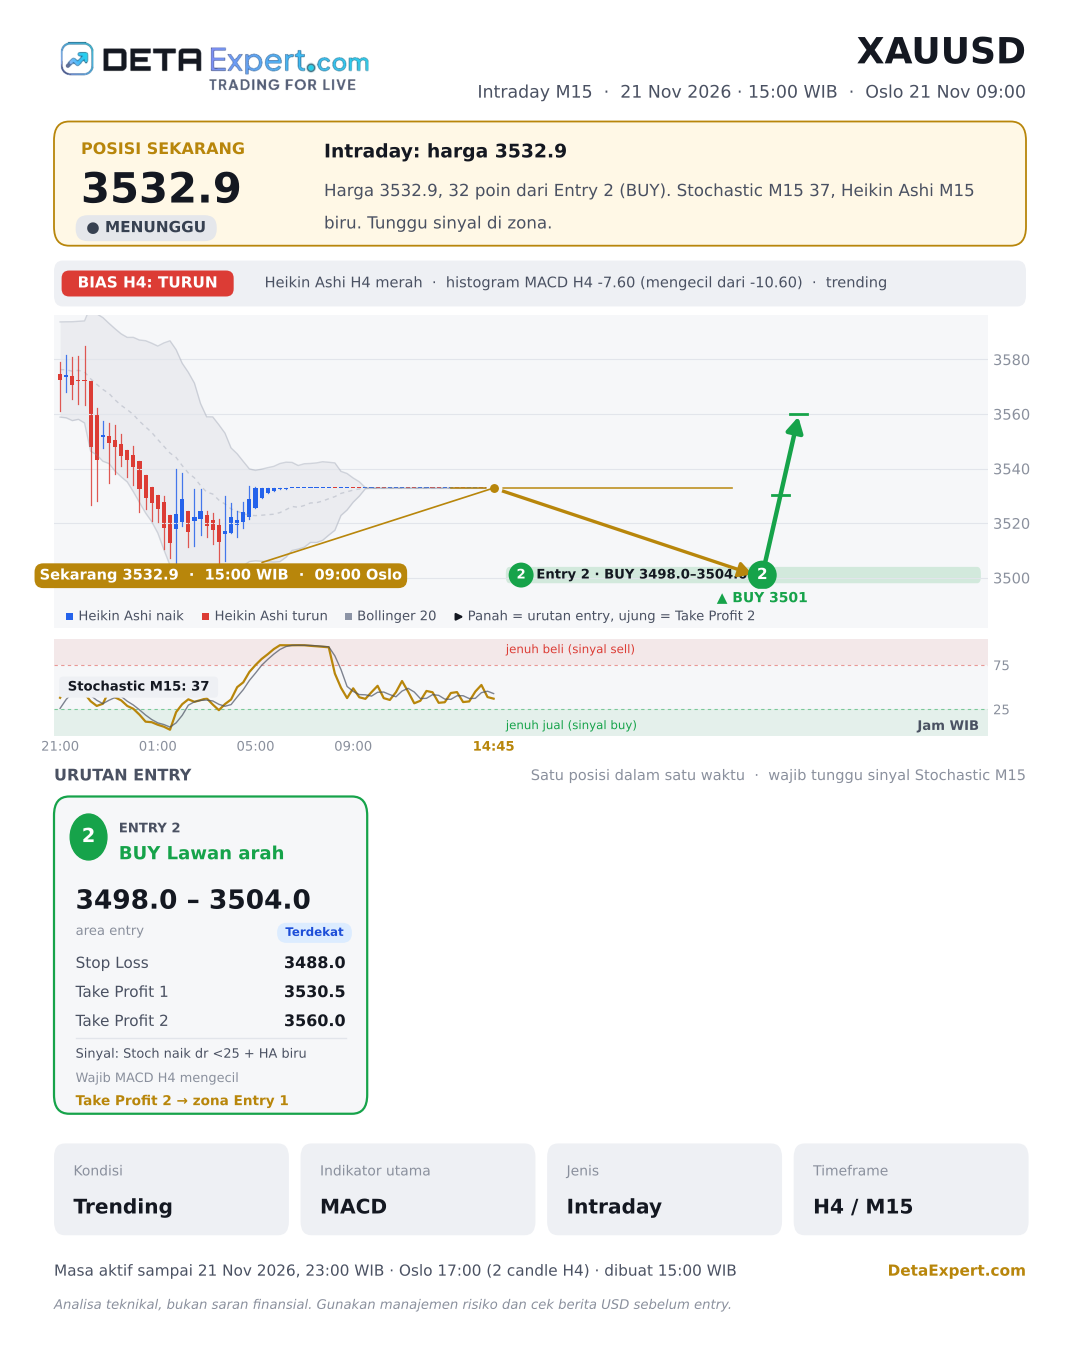 DETA Expert.com
TRADING FOR LIVE
XAUUSD
Intraday M15 · 21 Nov 2026 · 15:00 WIB · Oslo 21 Nov 09:00
POSISI SEKARANG
3532.9
● MENUNGGU
Intraday: harga 3532.9
Harga 3532.9, 32 poin dari Entry 2 (BUY). Stochastic M15 37, Heikin Ashi M15
biru. Tunggu sinyal di zona.
BIAS H4: TURUN
Heikin Ashi H4 merah · histogram MACD H4 -7.60 (mengecil dari -10.60) · trending
3580
3560
3540
3520
3500
Sekarang 3532.9 · 15:00 WIB · 09:00 Oslo
2 Entry 2 · BUY 3498.0–3504.0
2
▲ BUY 3501
Heikin Ashi naik
Heikin Ashi turun
Bollinger 20
Panah = urutan entry, ujung = Take Profit 2
jenuh beli (sinyal sell)
75
Stochastic M15: 37
25
jenuh jual (sinyal buy)
Jam WIB
21:00 01:00 05:00 09:00 14:45
URUTAN ENTRY
Satu posisi dalam satu waktu · wajib tunggu sinyal Stochastic M15
2
ENTRY 2
BUY Lawan arah
3498.0 – 3504.0
area entry
Terdekat
Stop Loss 3488.0
Take Profit 1 3530.5
Take Profit 2 3560.0
Sinyal: Stoch naik dr <25 + HA biru
Wajib MACD H4 mengecil
Take Profit 2 → zona Entry 1
Kondisi
Trending
Indikator utama
MACD
Jenis
Intraday
Timeframe
H4 / M15
Masa aktif sampai 21 Nov 2026, 23:00 WIB · Oslo 17:00 (2 candle H4) · dibuat 15:00 WIB
DetaExpert.com
Analisa teknikal, bukan saran finansial. Gunakan manajemen risiko dan cek berita USD sebelum entry.